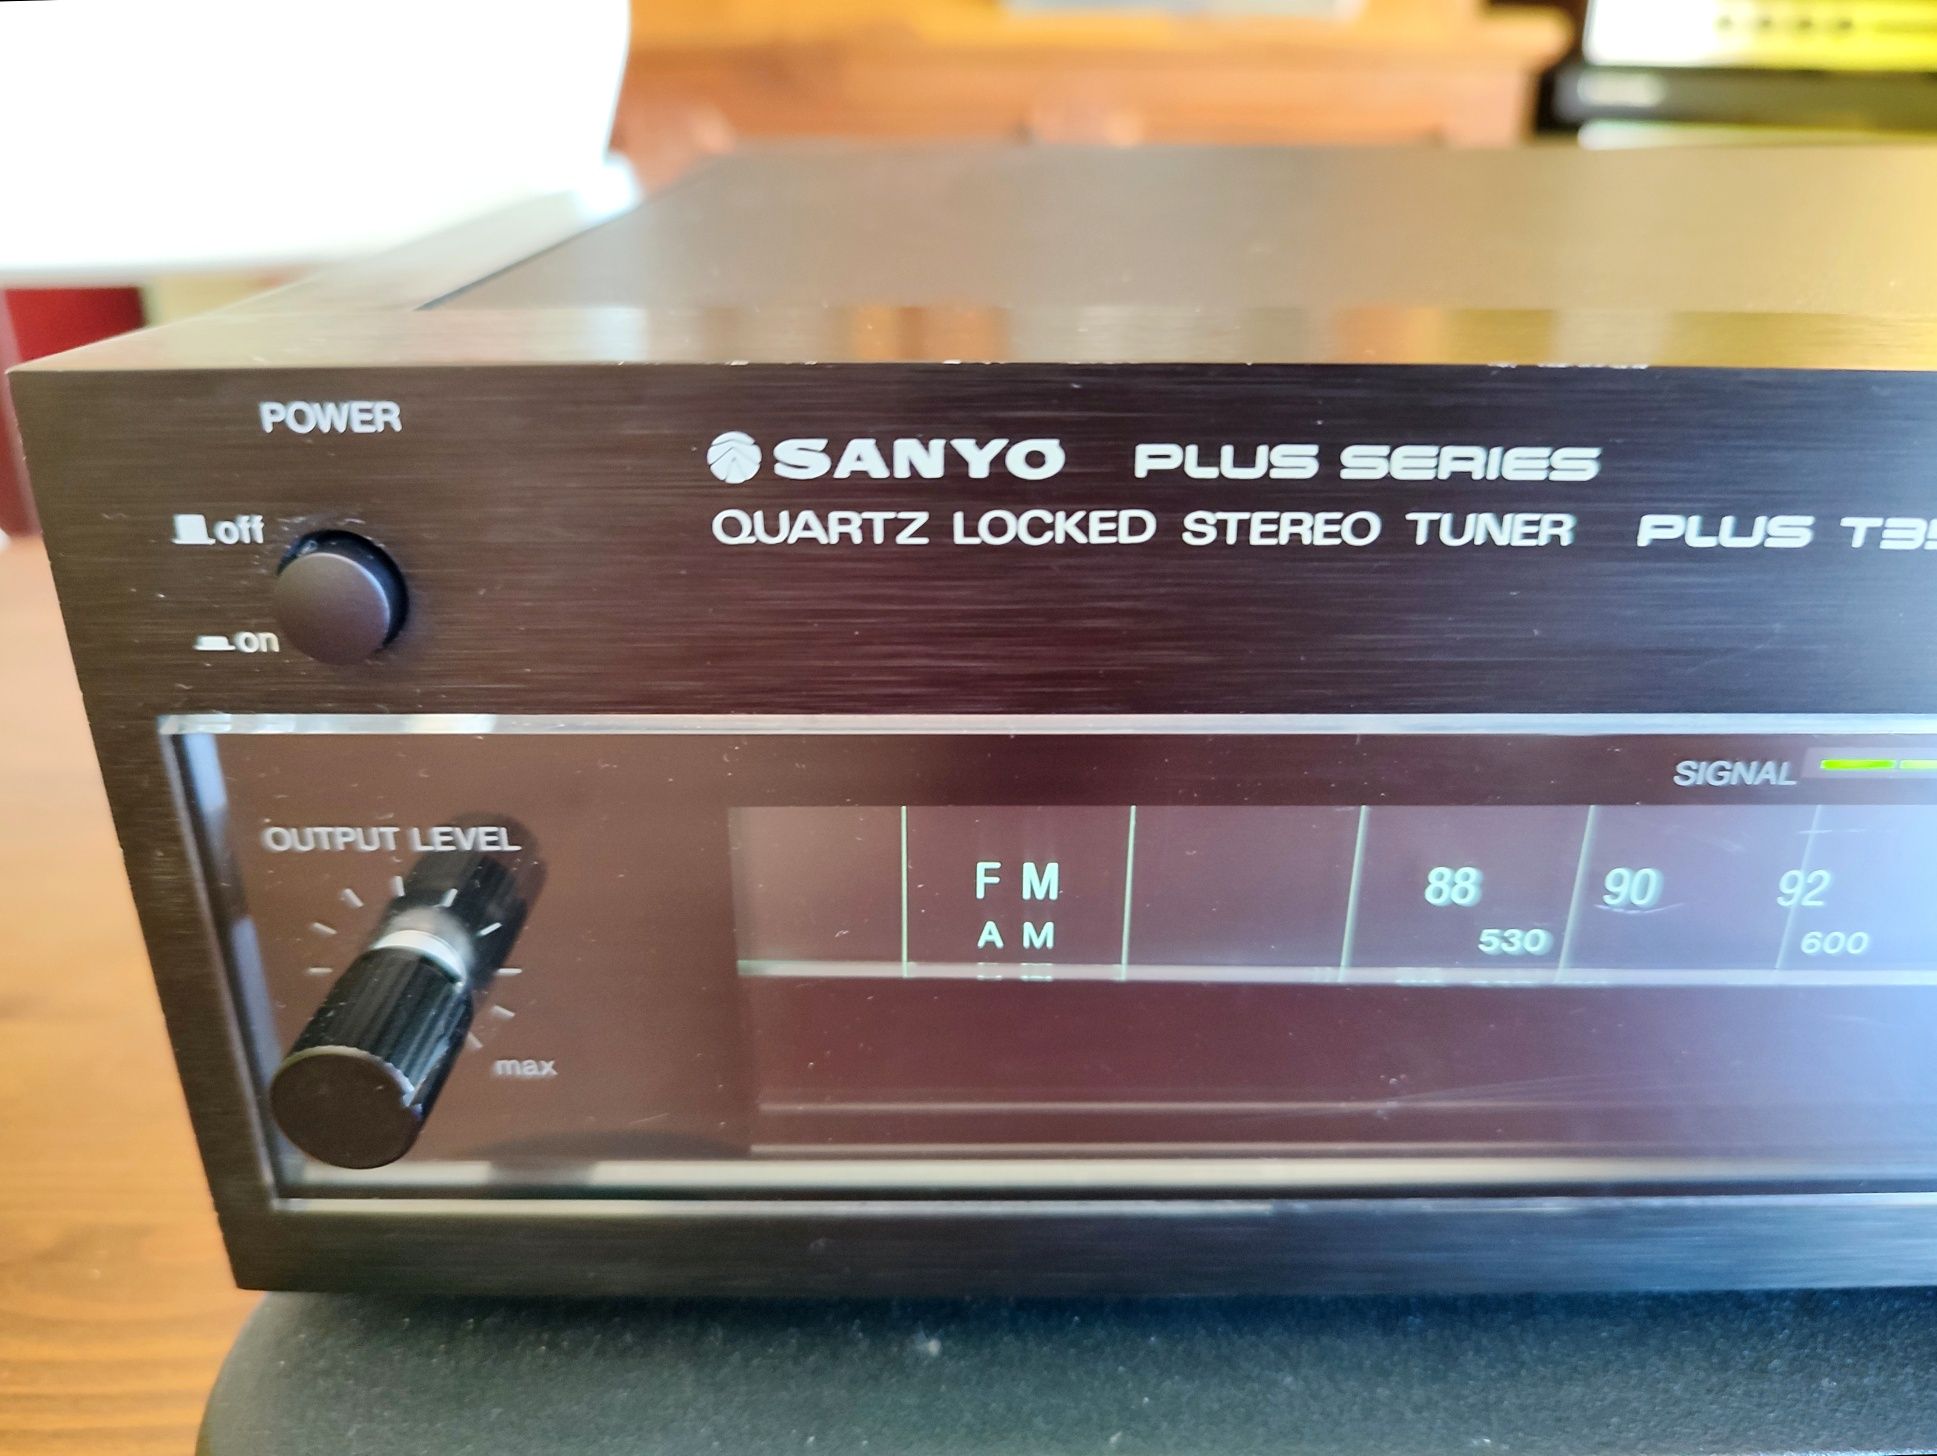 POWER
SANYO PLUS SERIES
off
QUARTZ LOCKED STEREO TUNER PLUS T35
on
SIGNAL
OUTPUT LEVEL
FM 88 90 92
AM 530 600
max